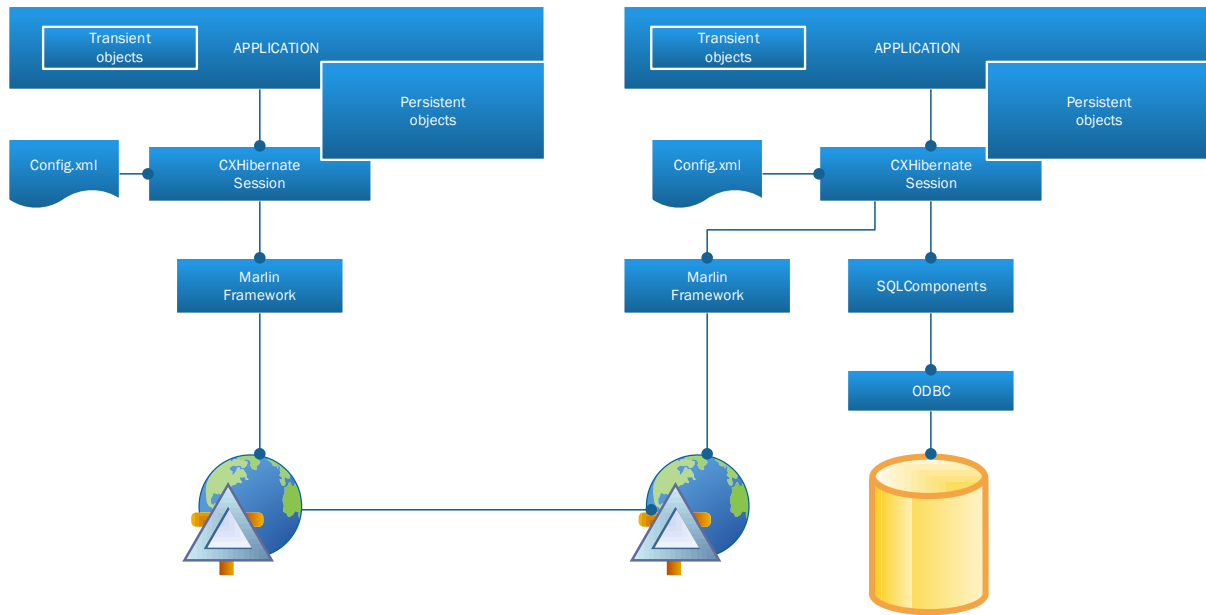 Transient
objects
APPLICATION
Persistent
objects
Config.xml
CXHibernate
Session
Marlin
Framework
Transient
objects
APPLICATION
Persistent
objects
Config.xml
CXHibernate
Session
Marlin
Framework
SQLComponents
ODBC